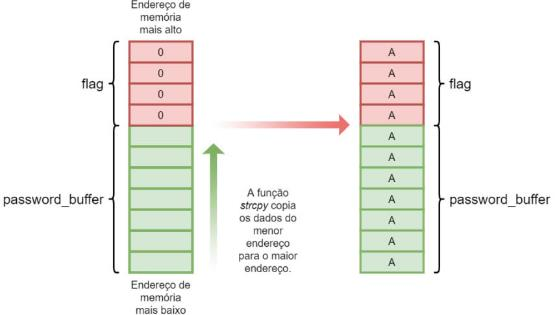 Endereço de
memória
mais alto
0
0
0
0
flag
password_buffer
A função
strcpy copia
os dados do
menor
endereço
para o maior
endereço.
Endereço de
memória
mais baixo
A
A
A
A
A
A
A
A
A
A
A
flag
password_buffer